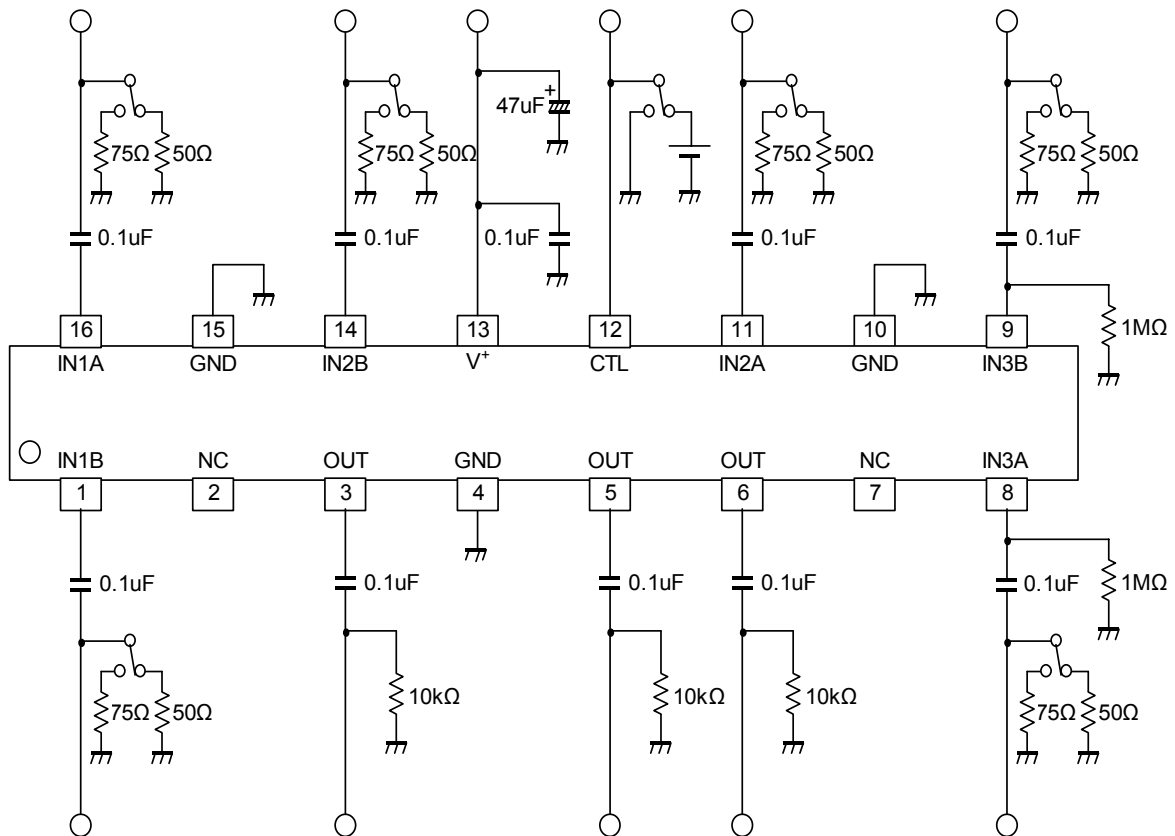 47uF +
75Ω 50Ω
75Ω 50Ω
75Ω 50Ω
75Ω 50Ω
0.1uF
0.1uF
0.1uF
0.1uF
0.1uF
16 15 14 13 12 11 10 9
1MΩ
IN1A GND IN2B V⁺ CTL IN2A GND IN3B
IN1B NC OUT GND OUT OUT NC IN3A
1 2 3 4 5 6 7 8
0.1uF 0.1uF 0.1uF 0.1uF 0.1uF 1MΩ
10kΩ 10kΩ 10kΩ
75Ω 50Ω
75Ω 50Ω